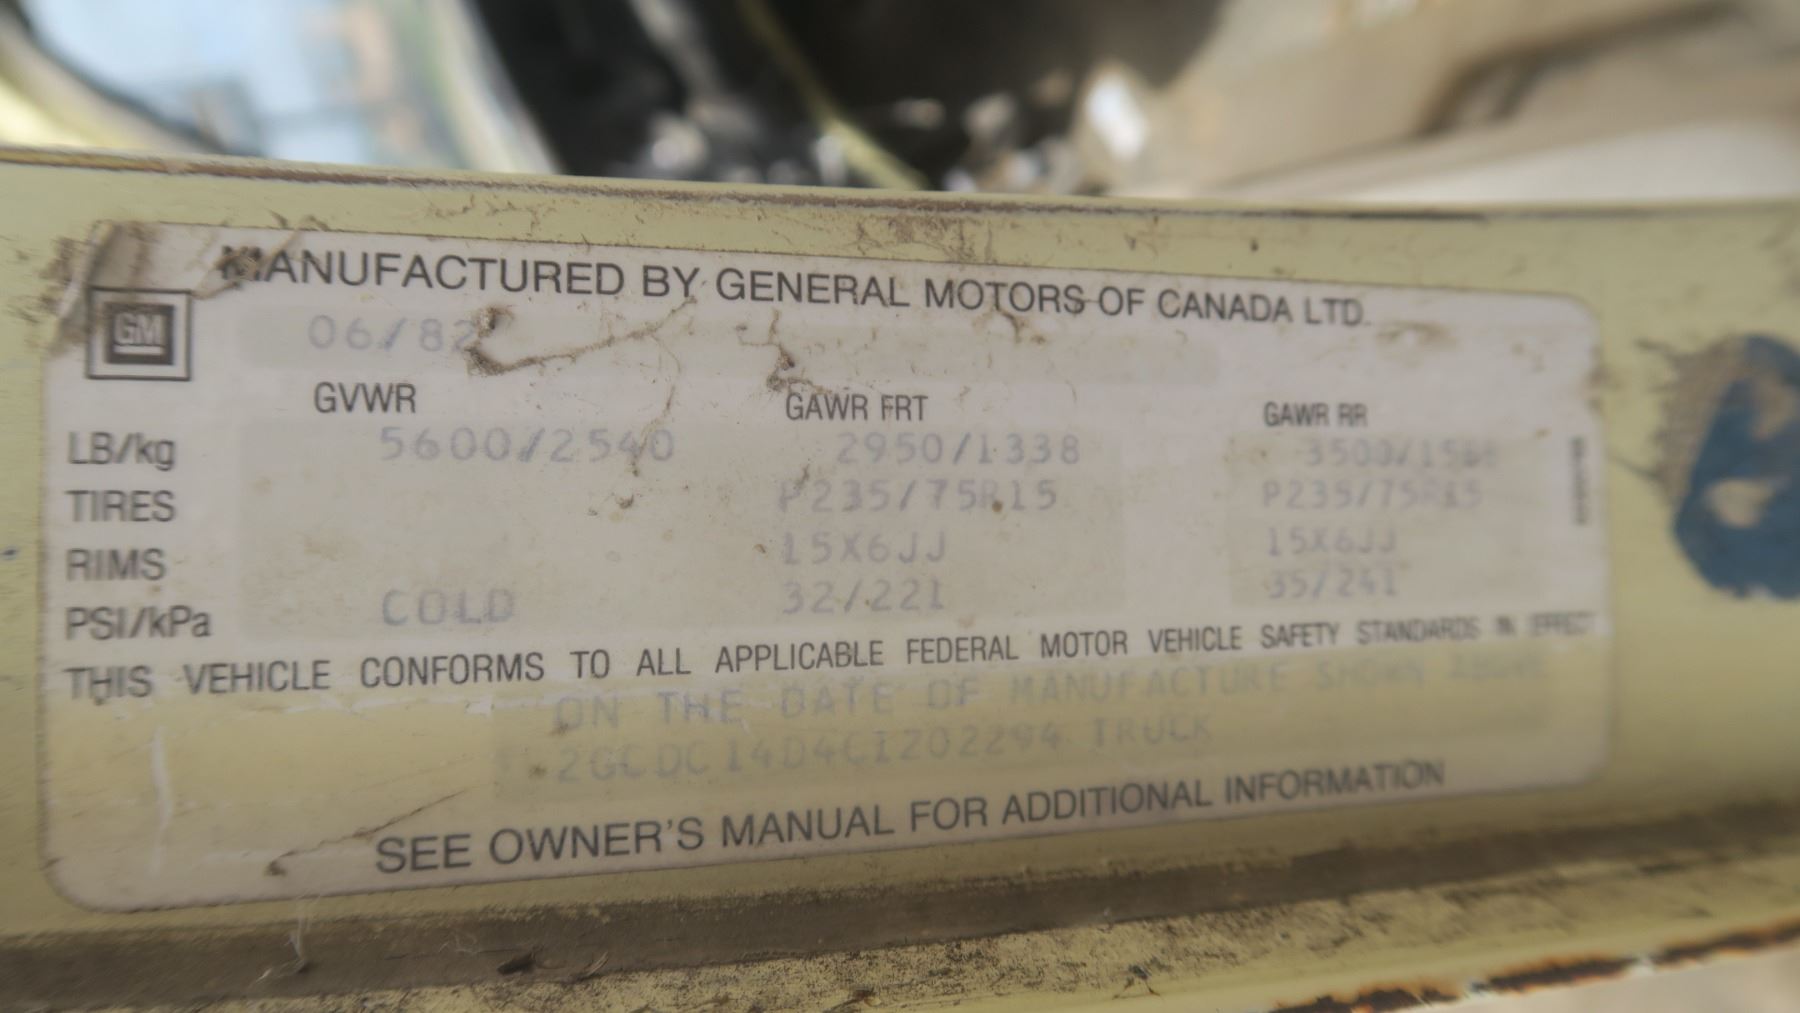 MANUFACTURED BY GENERAL MOTORS OF CANADA LTD.
GM
06/82
GVWR GAWR FRT GAWR RR
LB/kg 5600/2540 2950/1338 3500/1588
TIRES P235/75R15 P235/75R15
RIMS 15X6JJ 15X6JJ
PSI/kPa COLD 32/221 35/241
THIS VEHICLE CONFORMS TO ALL APPLICABLE FEDERAL MOTOR VEHICLE SAFETY STANDARDS IN EFFECT
ON THE DATE OF MANUFACTURE SHOWN ABOVE
2GCDC14D4C1202294 TRUCK
SEE OWNER'S MANUAL FOR ADDITIONAL INFORMATION